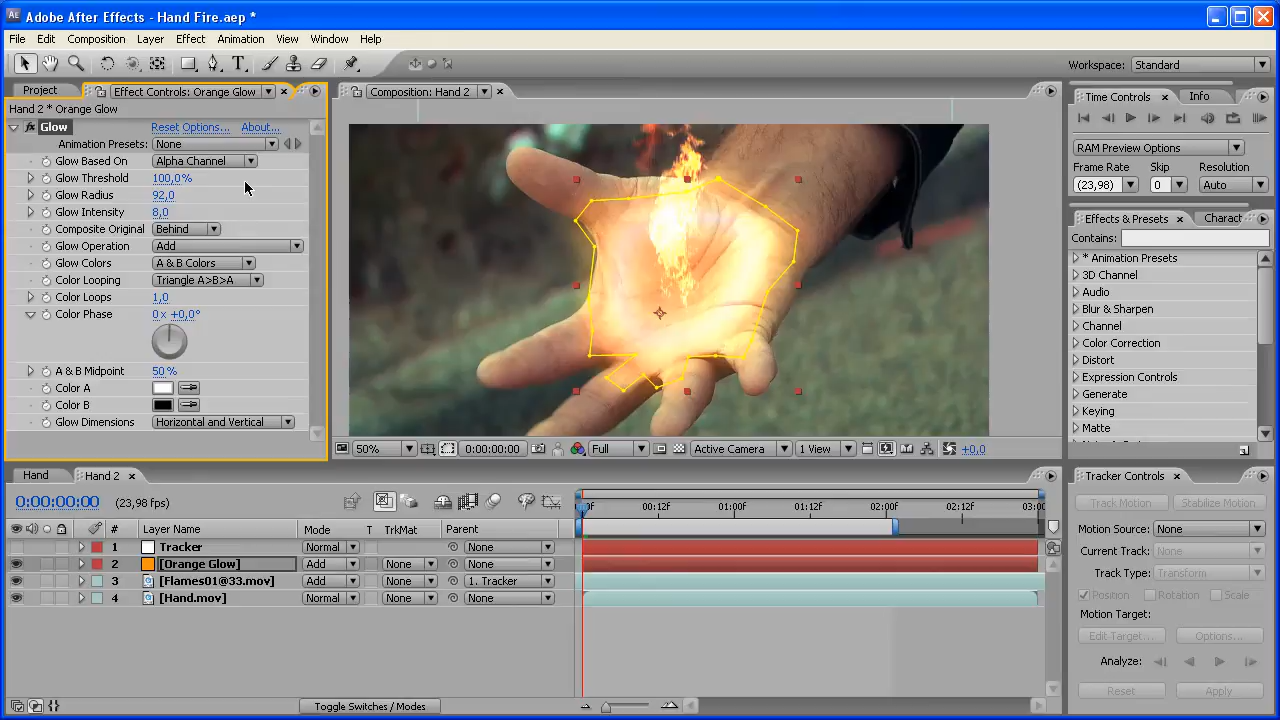 Adobe After Effects - Hand Fire.aep *
File Edit Composition Layer Effect Animation View Window Help
Workspace: Standard
Project Effect Controls: Orange Glow
Hand 2 * Orange Glow
Glow Reset Options... About...
Animation Presets: None
Glow Based On Alpha Channel
Glow Threshold 100,0%
Glow Radius 92,0
Glow Intensity 8,0
Composite Original Behind
Glow Operation Add
Glow Colors A & B Colors
Color Looping Triangle A>B>A
Color Loops 1,0
Color Phase 0x +0,0°
A & B Midpoint 50 %
Color A
Color B
Glow Dimensions Horizontal and Vertical
Composition: Hand 2
50% 0:00:00:00 Full Active Camera 1 View +0,0
Time Controls Info
RAM Preview Options
Frame Rate Skip Resolution
(23,98) 0 Auto
Effects & Presets Charact
Contains:
* Animation Presets
3D Channel
Audio
Blur & Sharpen
Channel
Color Correction
Distort
Expression Controls
Generate
Keying
Matte
Hand Hand 2
0:00:00:00 (23,98 fps)
00:12F 01:00F 01:12F 02:00F 02:12F 03:00
# Layer Name Mode T TrkMat Parent
1 Tracker Normal None
2 [Orange Glow] Add None None
3 [Flames01@33.mov] Add None 1. Tracker
4 [Hand.mov] Normal None None
Toggle Switches / Modes
Tracker Controls
Track Motion Stabilize Motion
Motion Source: None
Current Track: None
Track Type: Transform
Position Rotation Scale
Motion Target:
Edit Target... Options...
Analyze:
Reset Apply